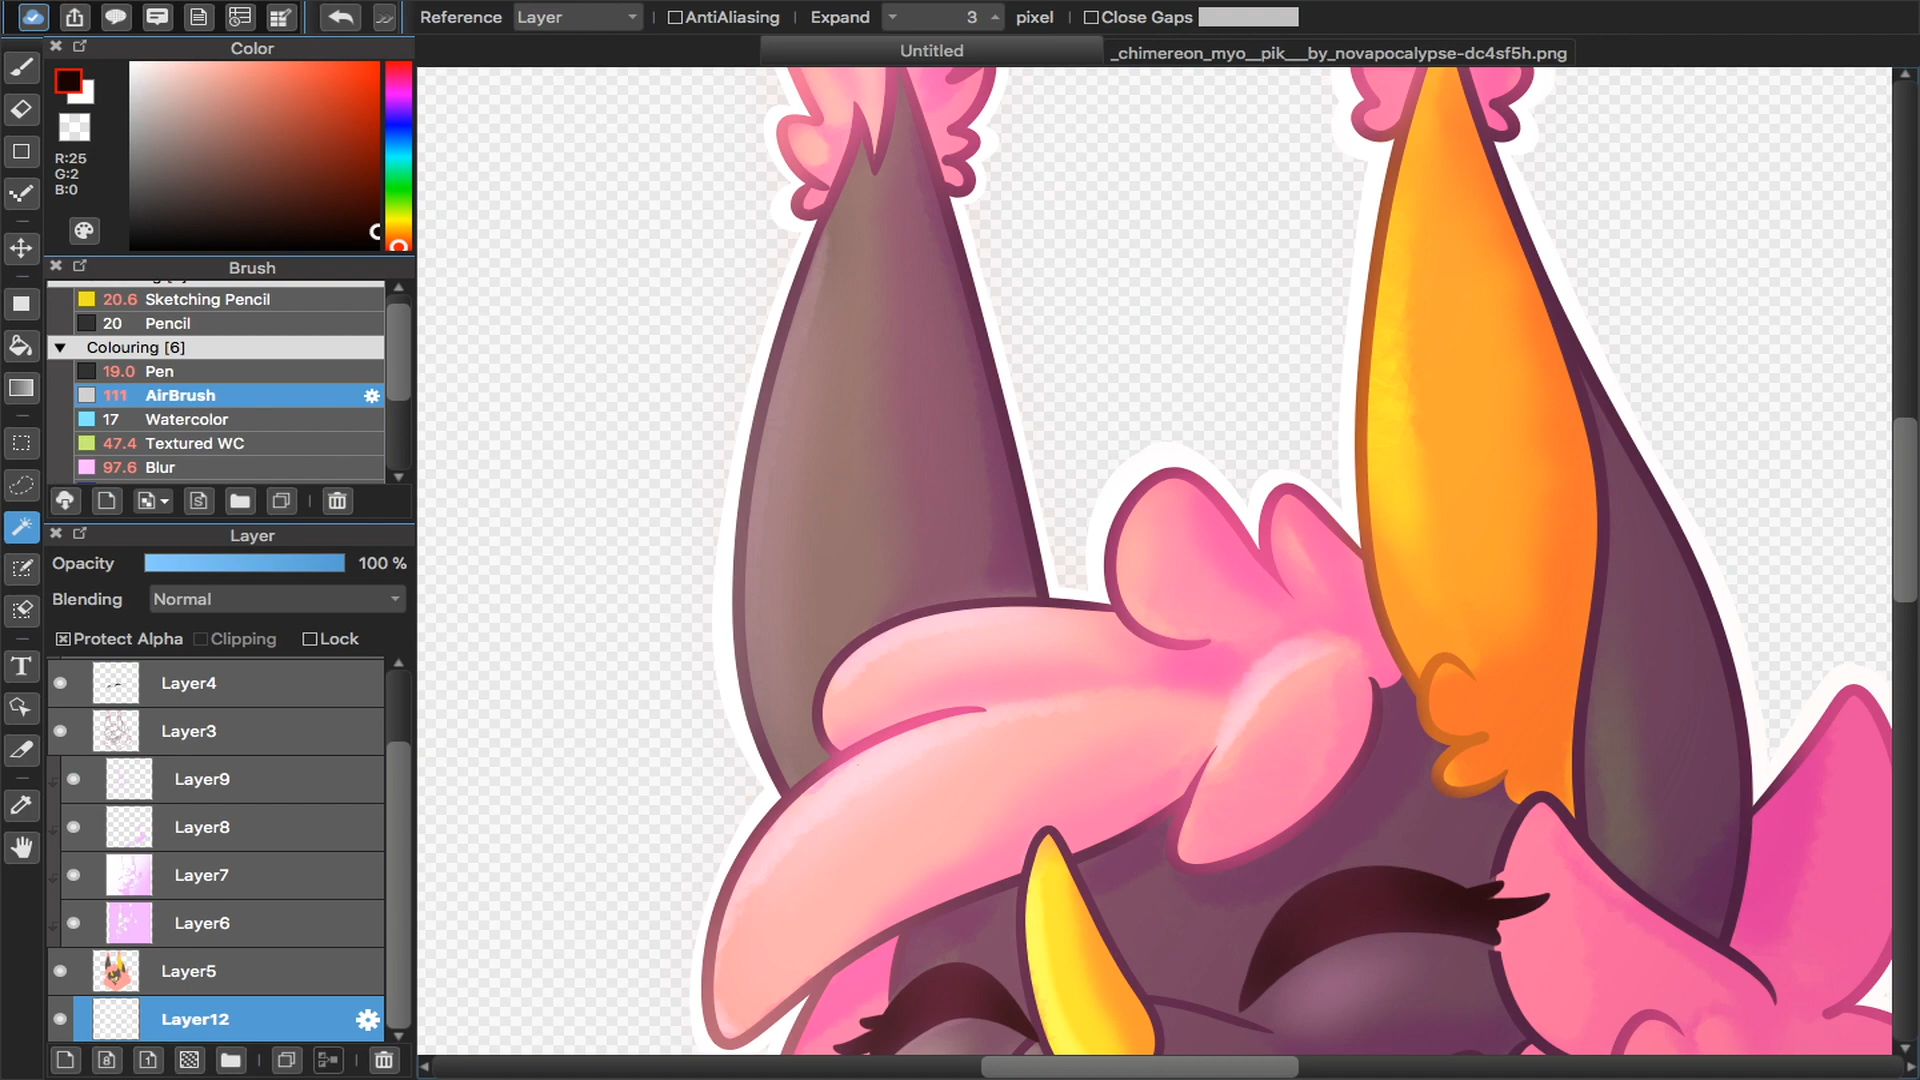 Reference Layer AntiAliasing Expand 3 pixel Close Gaps
Untitled
_chimereon_myo__pik___by_novapocalypse-dc4sf5h.png
Color
R:25
G:2
B:0
Brush
20.6 Sketching Pencil
20 Pencil
Colouring [6]
19.0 Pen
111 AirBrush
17 Watercolor
47.4 Textured WC
97.6 Blur
Layer
Opacity 100 %
Blending Normal
Protect Alpha Clipping Lock
Layer4
Layer3
Layer9
Layer8
Layer7
Layer6
Layer5
Layer12